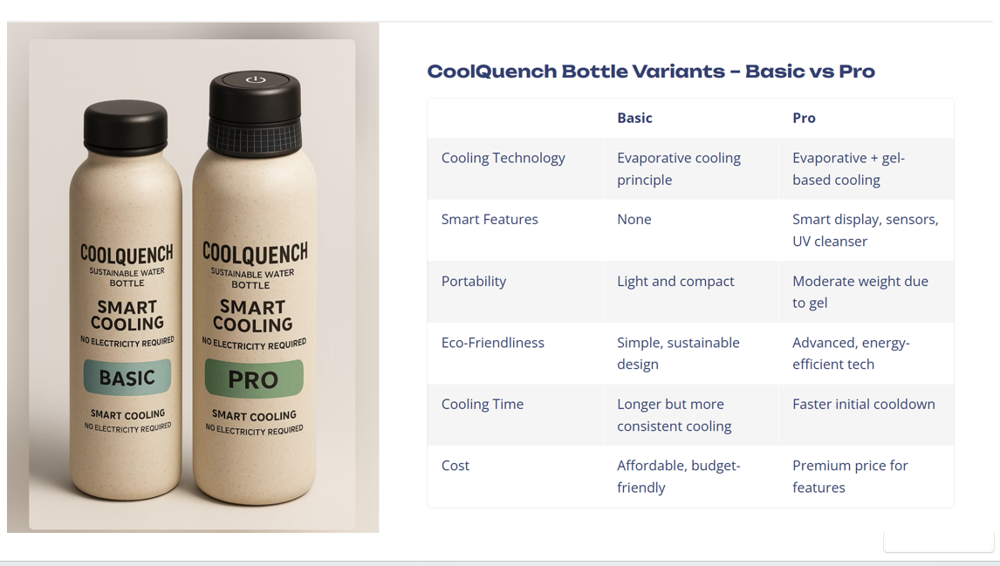 COOLQUENCH
SUSTAINABLE WATER
BOTTLE
SMART
COOLING
NO ELECTRICITY REQUIRED
BASIC
SMART COOLING
NO ELECTRICITY REQUIRED
COOLQUENCH
SUSTAINABLE WATER
BOTTLE
SMART
COOLING
NO ELECTRICITY REQUIRED
PRO
SMART COOLING
NO ELECTRICITY REQUIRED
CoolQuench Bottle Variants – Basic vs Pro
Basic Pro
Cooling Technology Evaporative cooling Evaporative + gel-
principle based cooling
Smart Features None Smart display, sensors,
UV cleanser
Portability Light and compact Moderate weight due
to gel
Eco-Friendliness Simple, sustainable Advanced, energy-
design efficient tech
Cooling Time Longer but more Faster initial cooldown
consistent cooling
Cost Affordable, budget- Premium price for
friendly features